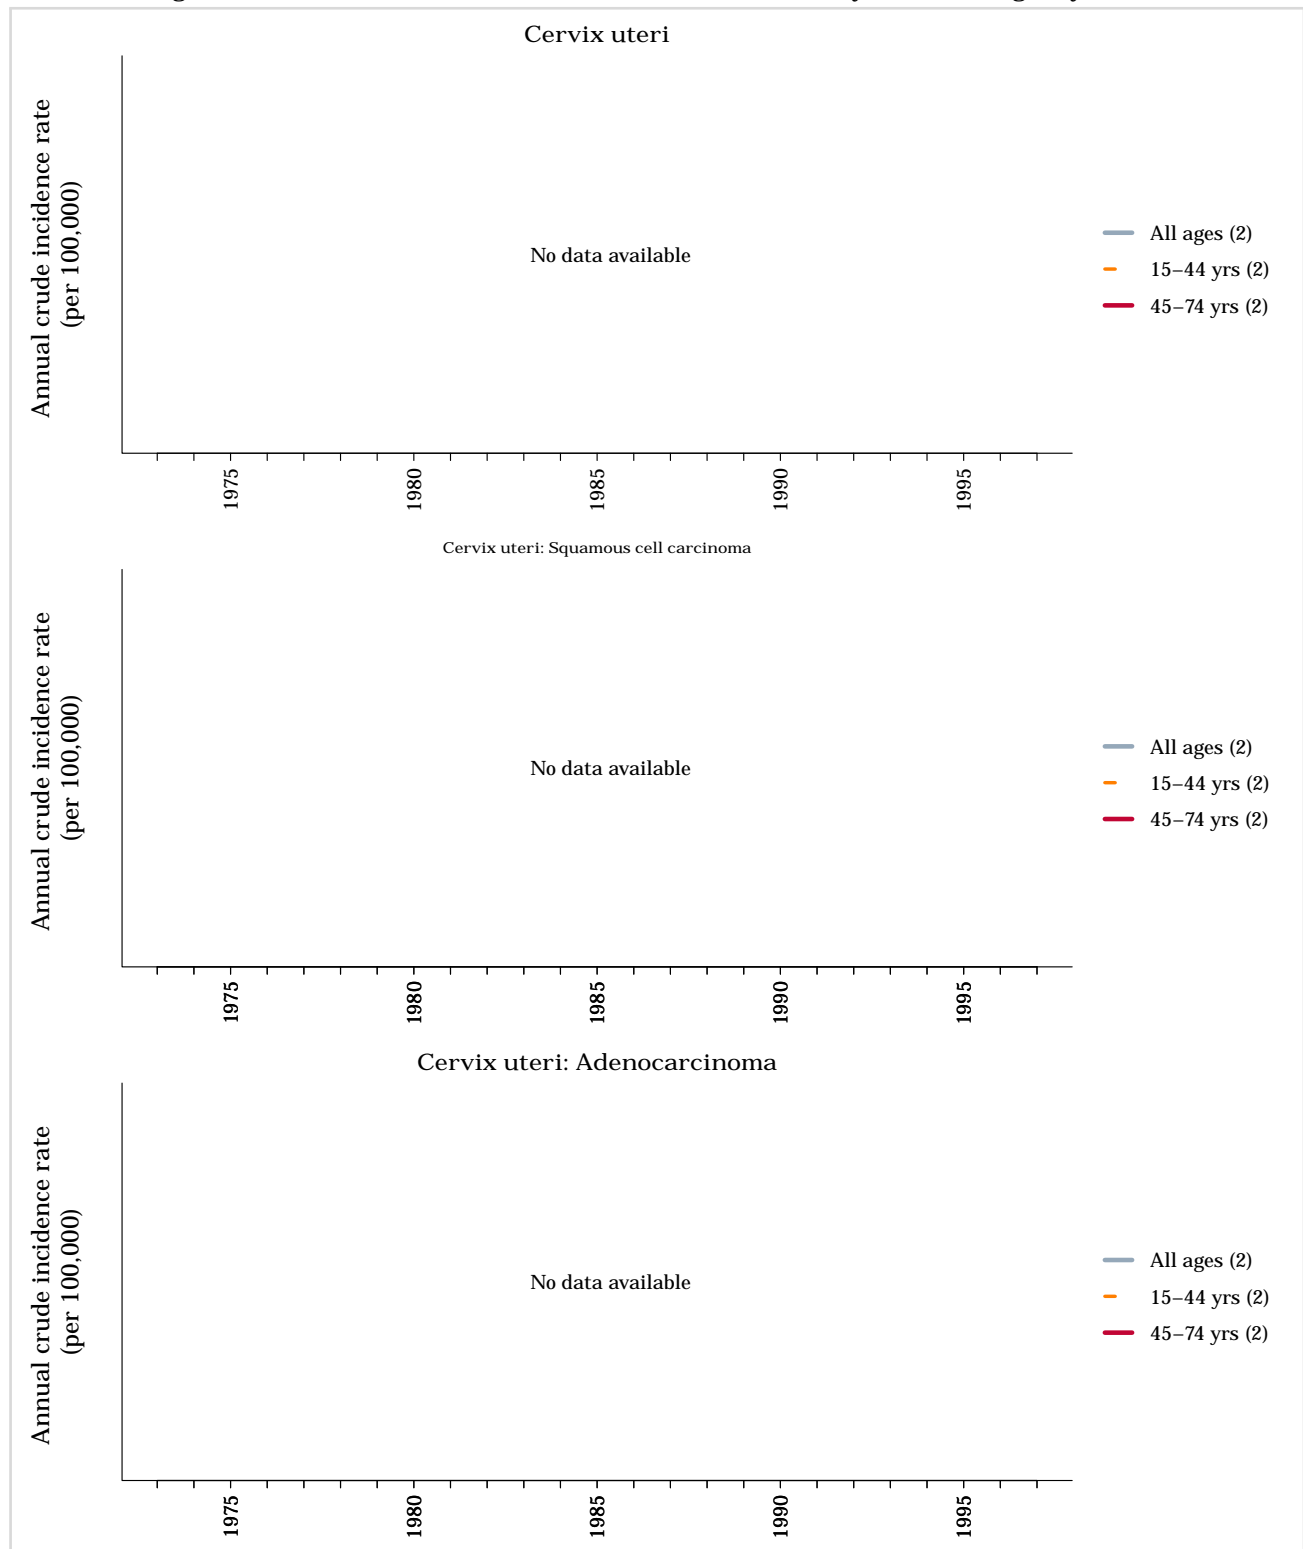 Cervix uteri
Annual crude incidence rate
(per 100,000)
No data available
All ages (2)
15–44 yrs (2)
45–74 yrs (2)
1975
1980
1985
1990
1995
Cervix uteri: Squamous cell carcinoma
Annual crude incidence rate
(per 100,000)
No data available
All ages (2)
15–44 yrs (2)
45–74 yrs (2)
1975
1980
1985
1990
1995
Cervix uteri: Adenocarcinoma
Annual crude incidence rate
(per 100,000)
No data available
All ages (2)
15–44 yrs (2)
45–74 yrs (2)
1975
1980
1985
1990
1995